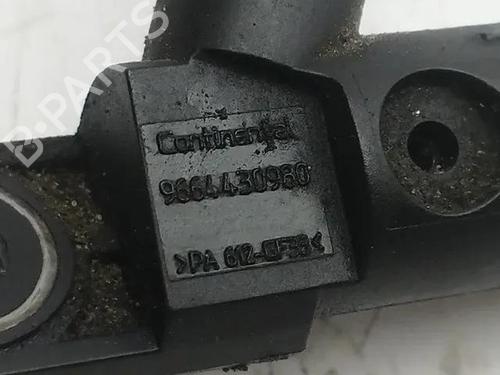 B-PARTS
Continental
9664430980
>PA 612-GF35<